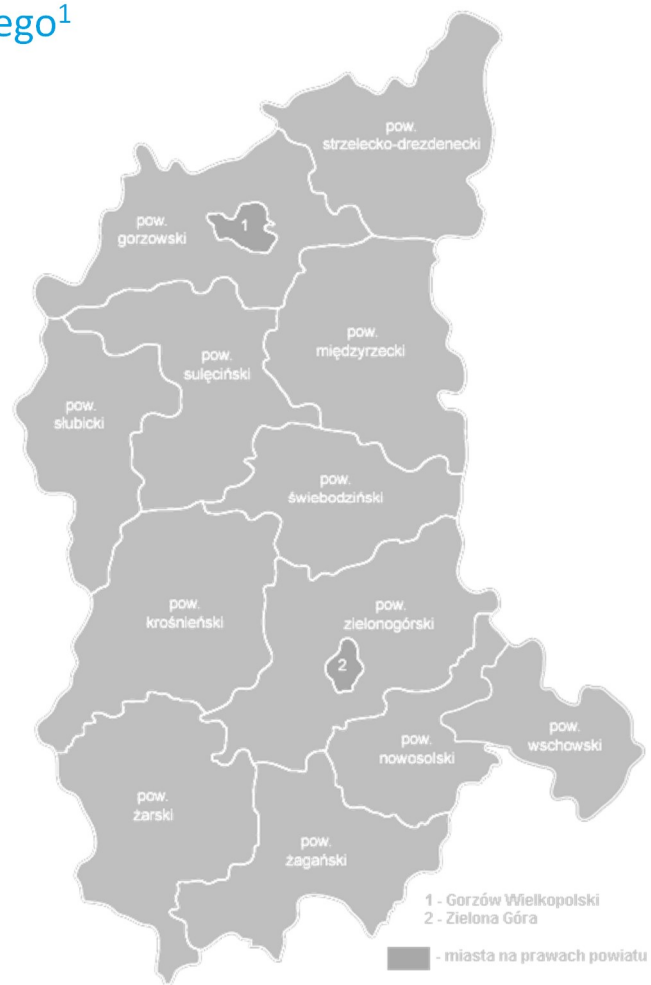 ego¹
pow.
strzelecko-drezdenecki
pow.
gorzowski
1
pow.
międzyrzecki
pow.
sulęciński
pow.
słubicki
pow.
świebodziński
pow.
krośnieński
pow.
zielonogórski
2
pow.
nowosolski
pow.
wschowski
pow.
żarski
pow.
żagański
1 - Gorzów Wielkopolski
2 - Zielona Góra
- miasta na prawach powiatu